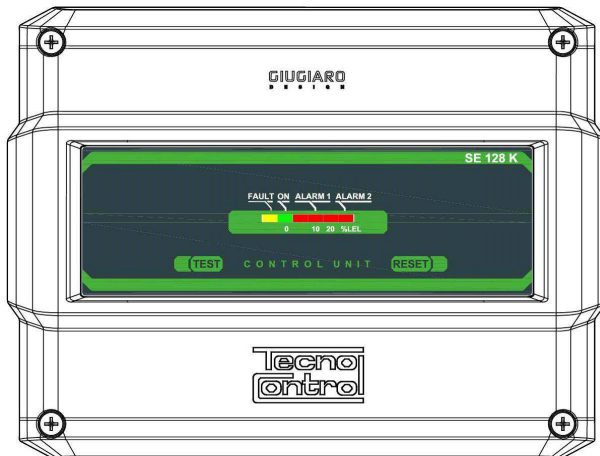 GIUGIARO
DESIGN
SE 128 K
FAULT ON ALARM 1 ALARM 2
0 10 20 %LEL
TEST CONTROL UNIT RESET
Tecno
Control